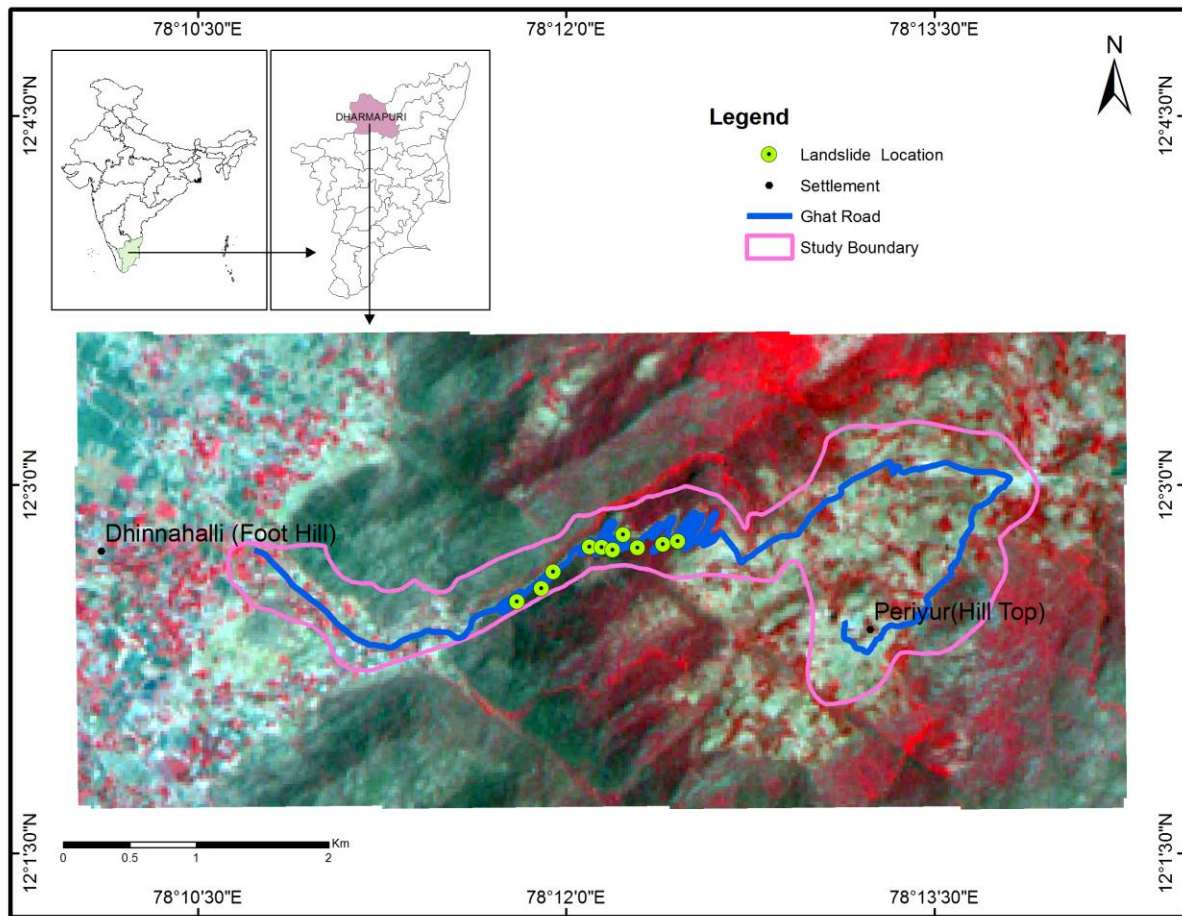 78°10'30"E
78°12'0"E
78°13'30"E
12°4'30"N
12°4'30"N
N
DHARMAPURI
Legend
Landslide Location
Settlement
Ghat Road
Study Boundary
12°3'0"N
12°3'0"N
Dhinnahalli (Foot Hill)
Periyur(Hill Top)
12°1'30"N
12°1'30"N
Km
0 0.5 1 2
78°10'30"E
78°12'0"E
78°13'30"E